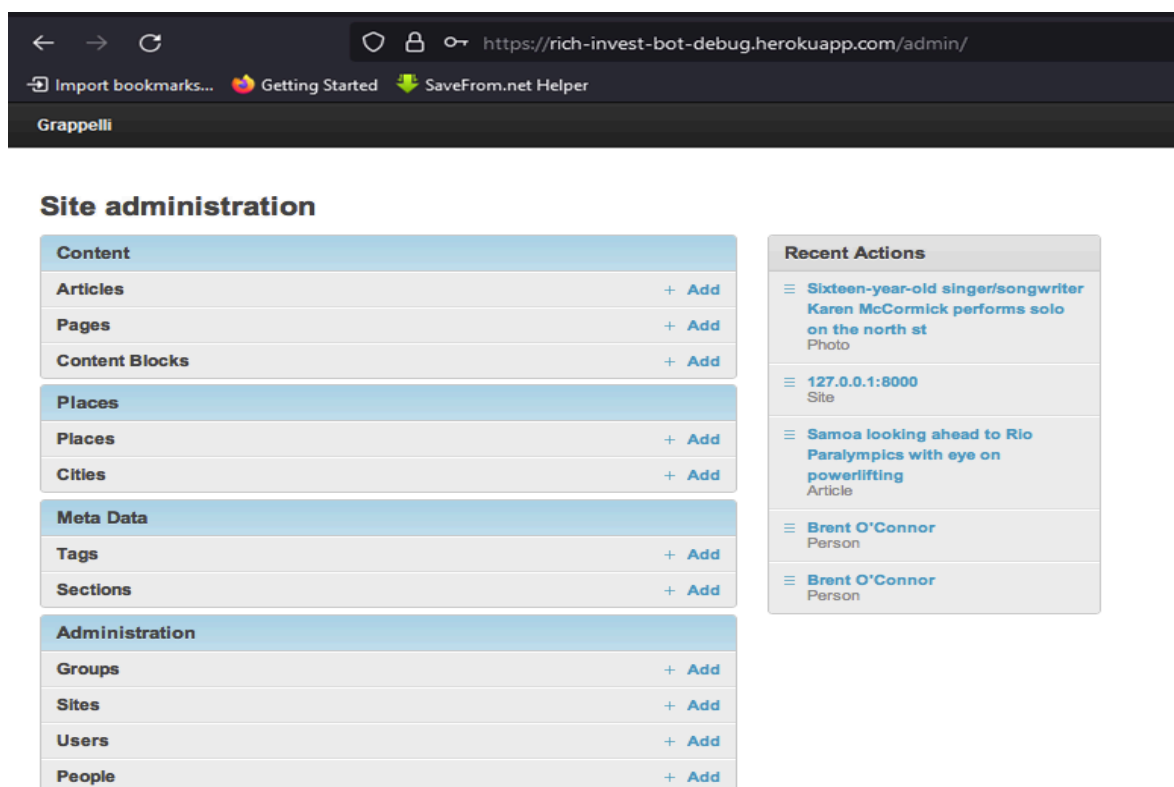 https://rich-invest-bot-debug.herokuapp.com/admin/
Import bookmarks... Getting Started SaveFrom.net Helper
Grappelli
Site administration
Content
Articles + Add
Pages + Add
Content Blocks + Add
Places
Places + Add
Cities + Add
Meta Data
Tags + Add
Sections + Add
Administration
Groups + Add
Sites + Add
Users + Add
People + Add
Recent Actions
Sixteen-year-old singer/songwriter
Karen McCormick performs solo
on the north st
Photo
127.0.0.1:8000
Site
Samoa looking ahead to Rio
Paralympics with eye on
powerlifting
Article
Brent O'Connor
Person
Brent O'Connor
Person